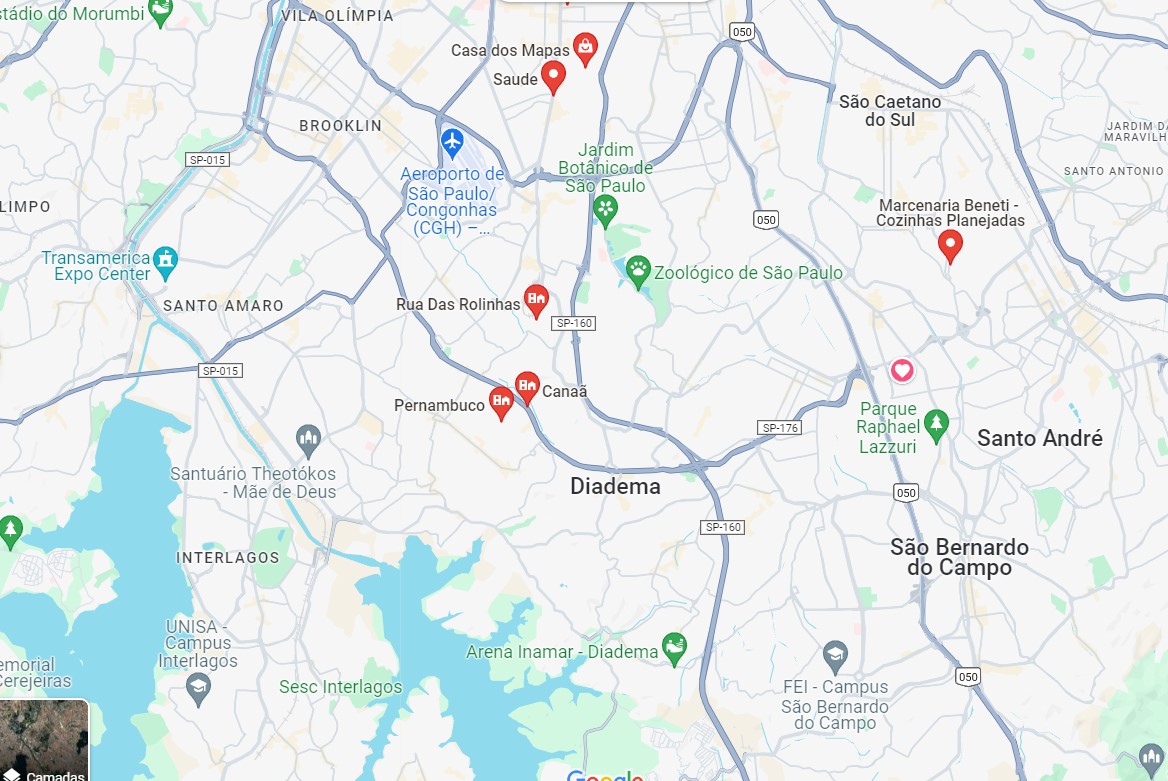 stádio do Morumbi
VILA OLÍMPIA
050
Casa dos Mapas
Saude
São Caetano
do Sul
BROOKLIN
JARDIM DA
MARAVILH
SP-015
Jardim
Botânico de
São Paulo
Aeroporto de
São Paulo/
Congonhas
(CGH) –...
SANTO ANTONIO
LIMPO
Marcenaria Beneti -
Cozinhas Planejadas
050
Transamerica
Expo Center
Zoológico de São Paulo
SANTO AMARO
Rua Das Rolinhas
SP-160
SP-015
Canaã
Pernambuco
Parque
Raphael
Lazzuri
SP-176
Santo André
Santuário Theotókos
- Mãe de Deus
Diadema
050
SP-160
INTERLAGOS
São Bernardo
do Campo
UNISA -
Campus
Interlagos
Arena Inamar - Diadema
emorial
Cerejeiras
Sesc Interlagos
050
FEI - Campus
São Bernardo
do Campo
Camadas
Google